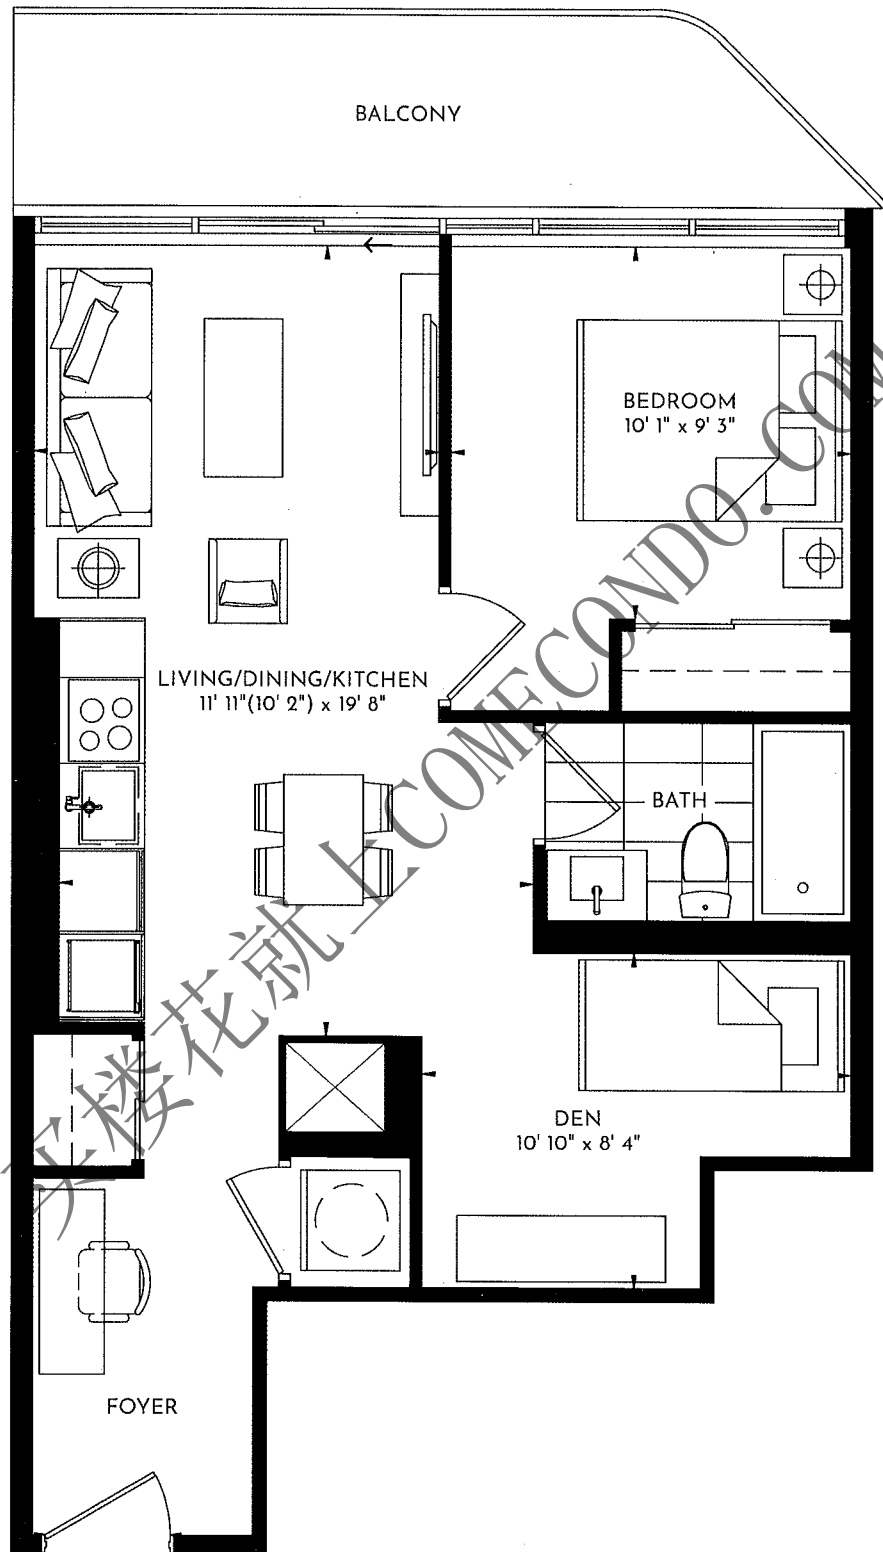 BALCONY
BEDROOM
10' 1" x 9' 3"
LIVING/DINING/KITCHEN
11' 11"(10' 2") x 19' 8"
BATH
DEN
10' 10" x 8' 4"
FOYER
买楼花就上COMECONDO.COM